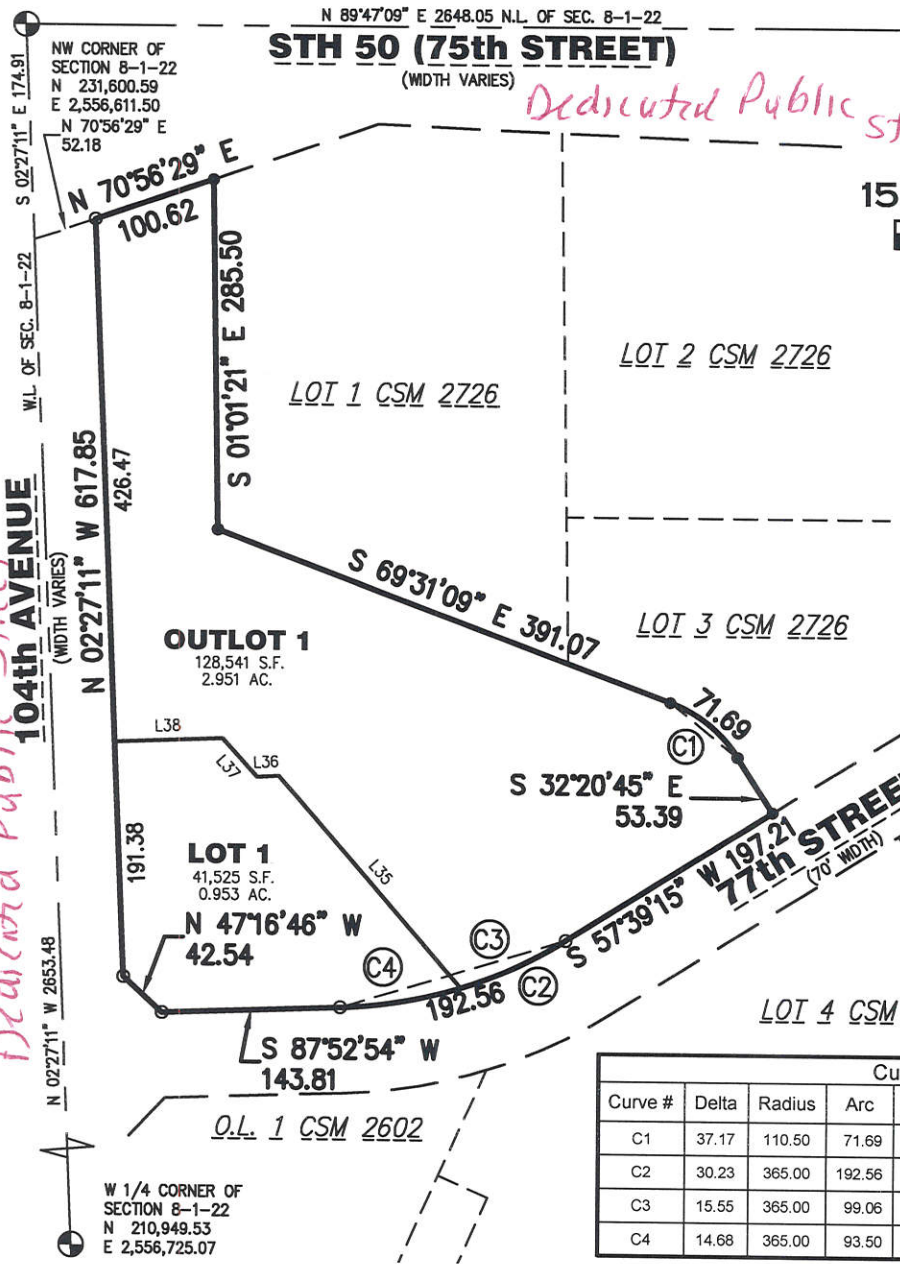 N 89°47'09" E 2648.05 N.L. OF SEC. 8-1-22
STH 50 (75th STREET)
(WIDTH VARIES)
Dedicated Public
S 02°27'11" E 174.91
NW CORNER OF
SECTION 8-1-22
N 231,600.59
E 2,556,611.50
N 70°56'29" E
52.18
N 70°56'29" E
100.62
15
W.L. OF SEC. 8-1-22
S 01°01'21" E 285.50
LOT 1 CSM 2726
LOT 2 CSM 2726
104th AVENUE
(WIDTH VARIES)
N 02°27'11" W 617.85
426.47
S 69°31'09" E 391.07
LOT 3 CSM 2726
OUTLOT 1
128,541 S.F.
2.951 AC.
71.69
C1
L38
L37
L36
L35
S 32°20'45" E
53.39
S 57°39'15" W 197.21
77th STREET
(70' WIDTH)
191.38
LOT 1
41,525 S.F.
0.953 AC.
N 47°16'46" W
42.54
C4
C3
C2
192.56
S 87°52'54" W
143.81
LOT 4 CSM
N 02°27'11" W 2653.48
O.L. 1 CSM 2602
W 1/4 CORNER OF
SECTION 8-1-22
N 210,949.53
E 2,556,725.07
Cu
Curve # Delta Radius Arc
C1 37.17 110.50 71.69
C2 30.23 365.00 192.56
C3 15.55 365.00 99.06
C4 14.68 365.00 93.50